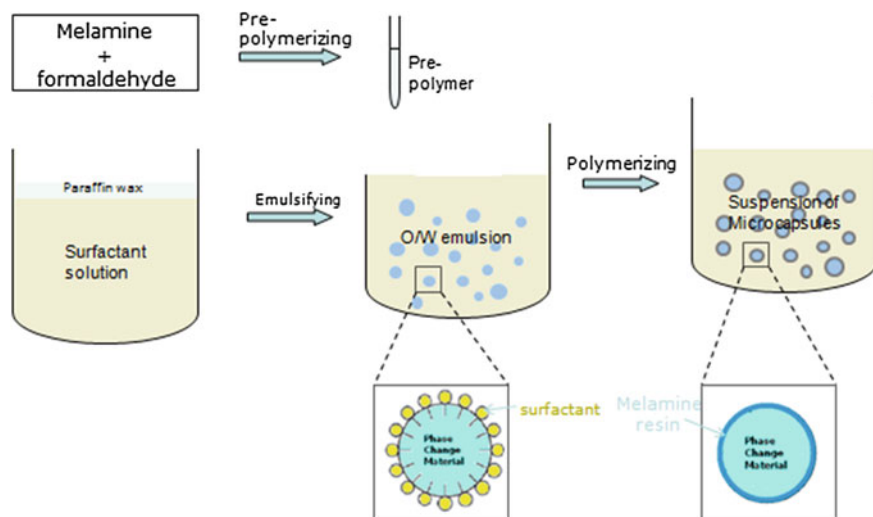 Melamine
+
formaldehyde
Pre-
polymerizing
Pre-
polymer
Paraffin wax
Surfactant
solution
Emulsifying
O/W emulsion
Polymerizing
Suspension of
Microcapsules
Phase
Change
Material
surfactant
Melamine
resin
Phase
Change
Material